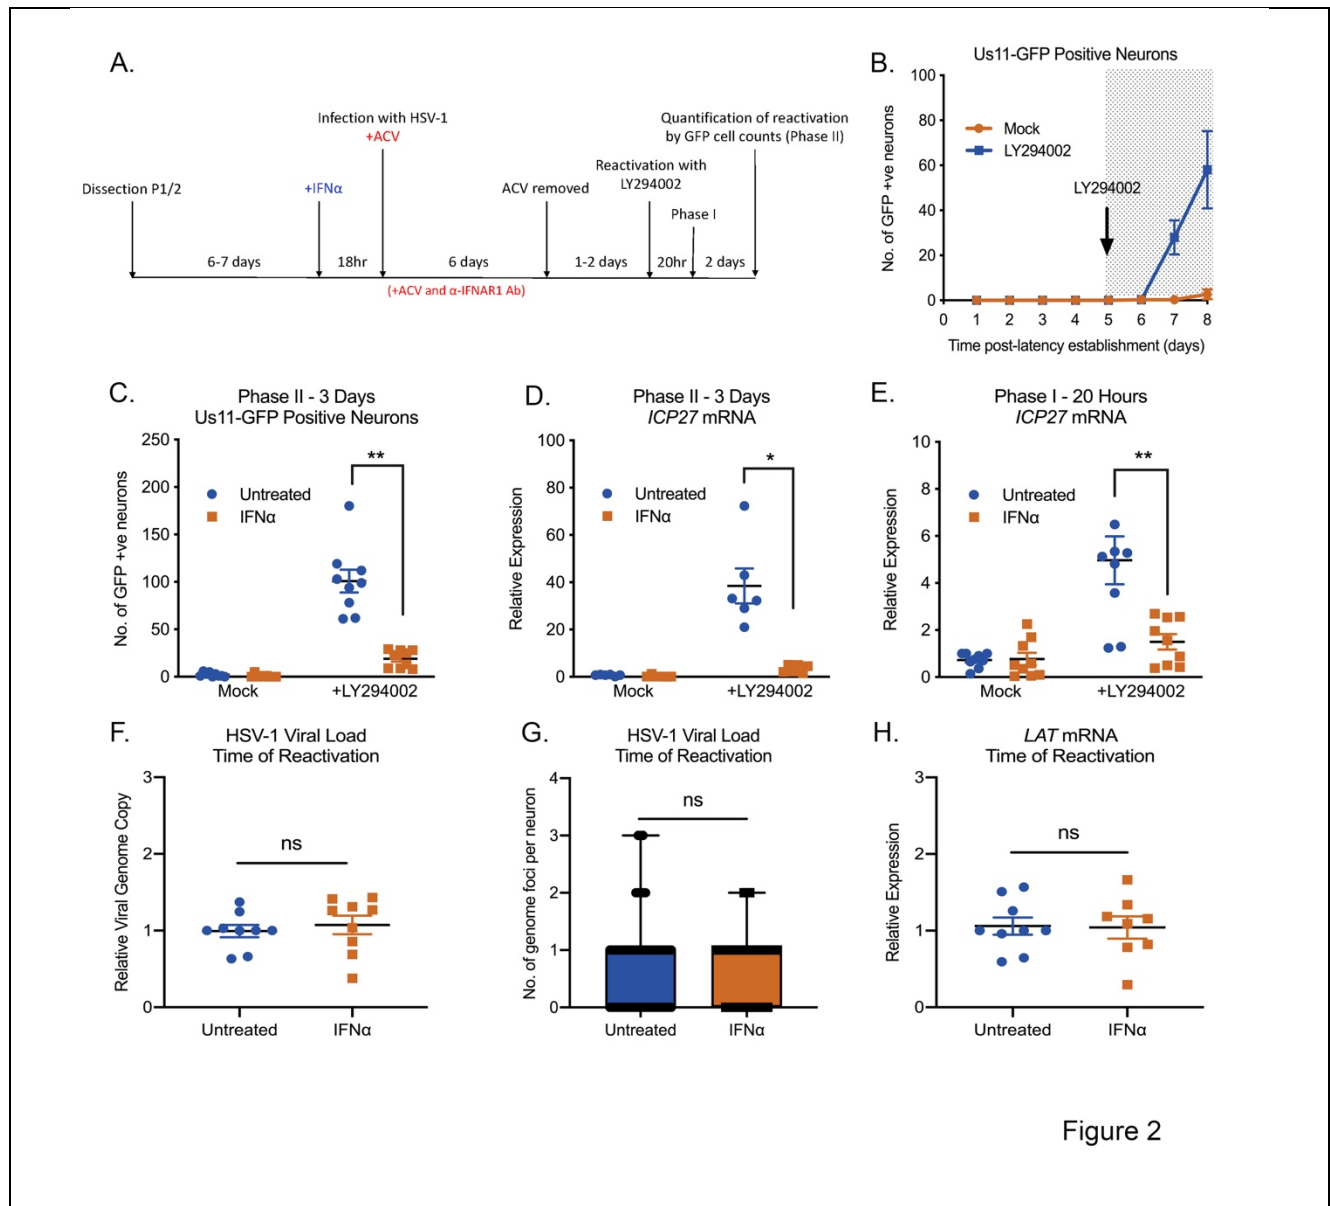 A.
Infection with HSV-1
+ACV
Quantification of reactivation
by GFP cell counts (Phase II)
Reactivation with
LY294002
Dissection P1/2
+IFNα
ACV removed
Phase I
6-7 days
18hr
6 days
1-2 days
20hr
2 days
(+ACV and α-IFNAR1 Ab)
B.
Us11-GFP Positive Neurons
No. of GFP +ve neurons
100
80
60
40
20
0
Mock
LY294002
LY294002
0 1 2 3 4 5 6 7 8
Time post-latency establishment (days)
C.
Phase II - 3 Days
Us11-GFP Positive Neurons
No. of GFP +ve neurons
250
200
150
100
50
0
**
Untreated
IFNα
Mock
+LY294002
D.
Phase II - 3 Days
ICP27 mRNA
Relative Expression
100
80
60
40
20
0
*
Untreated
IFNα
Mock
+LY294002
E.
Phase I - 20 Hours
ICP27 mRNA
Relative Expression
10
8
6
4
2
0
**
Untreated
IFNα
Mock
+LY294002
F.
HSV-1 Viral Load
Time of Reactivation
Relative Viral Genome Copy
3
2
1
0
ns
Untreated
IFNα
G.
HSV-1 Viral Load
Time of Reactivation
No. of genome foci per neuron
4
3
2
1
0
ns
Untreated
IFNα
H.
LAT mRNA
Time of Reactivation
Relative Expression
3
2
1
0
ns
Untreated
IFNα
Figure 2